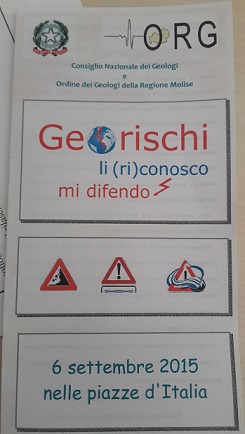 ORG
Consiglio Nazionale dei Geologi
e
Ordine dei Geologi della Regione Molise
Georischi
li (ri)conosco
mi difendo
6 settembre 2015
nelle piazze d'Italia